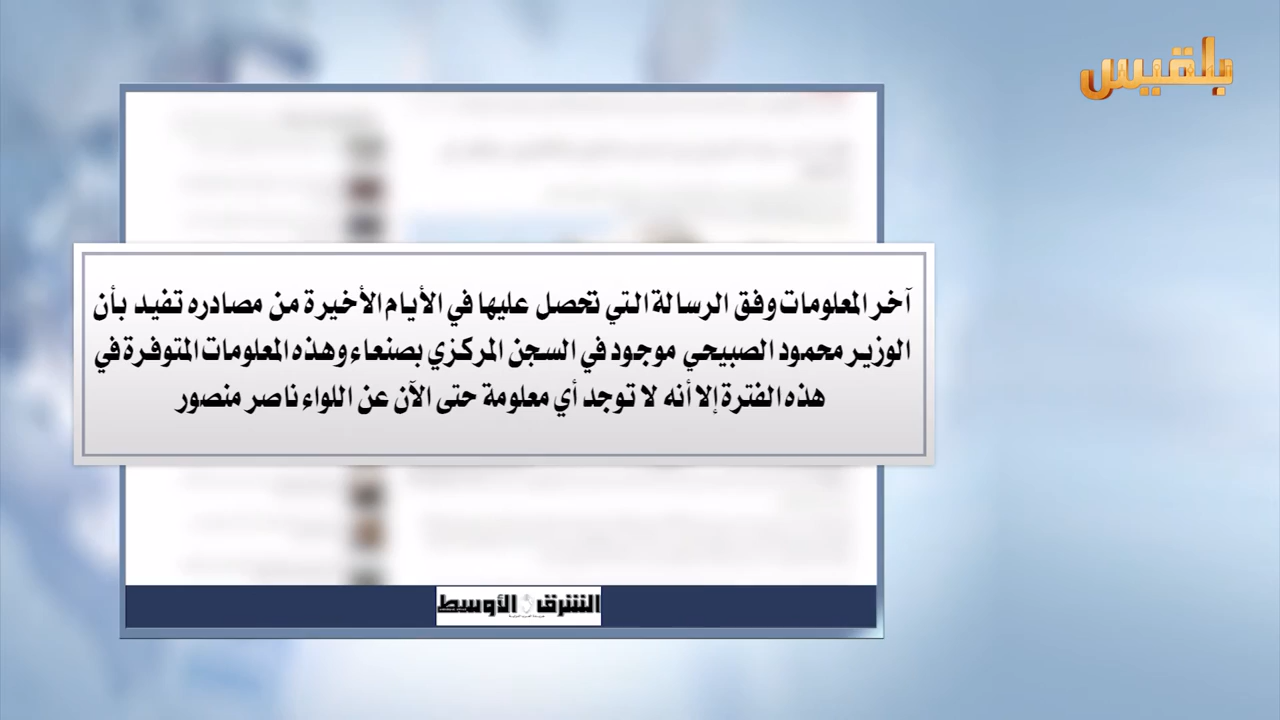 بلقيس
آخر المعلومات وفق الرسالة التي تحصل عليها في الأيام الأخيرة من مصادره تفيد بأن
الوزير محمود الصبيحي موجود في السجن المركزي بصنعاء وهذه المعلومات المتوفرة في
هذه الفترة إلا أنه لا توجد أي معلومة حتى الآن عن اللواء ناصر منصور
الشرق الأوسط